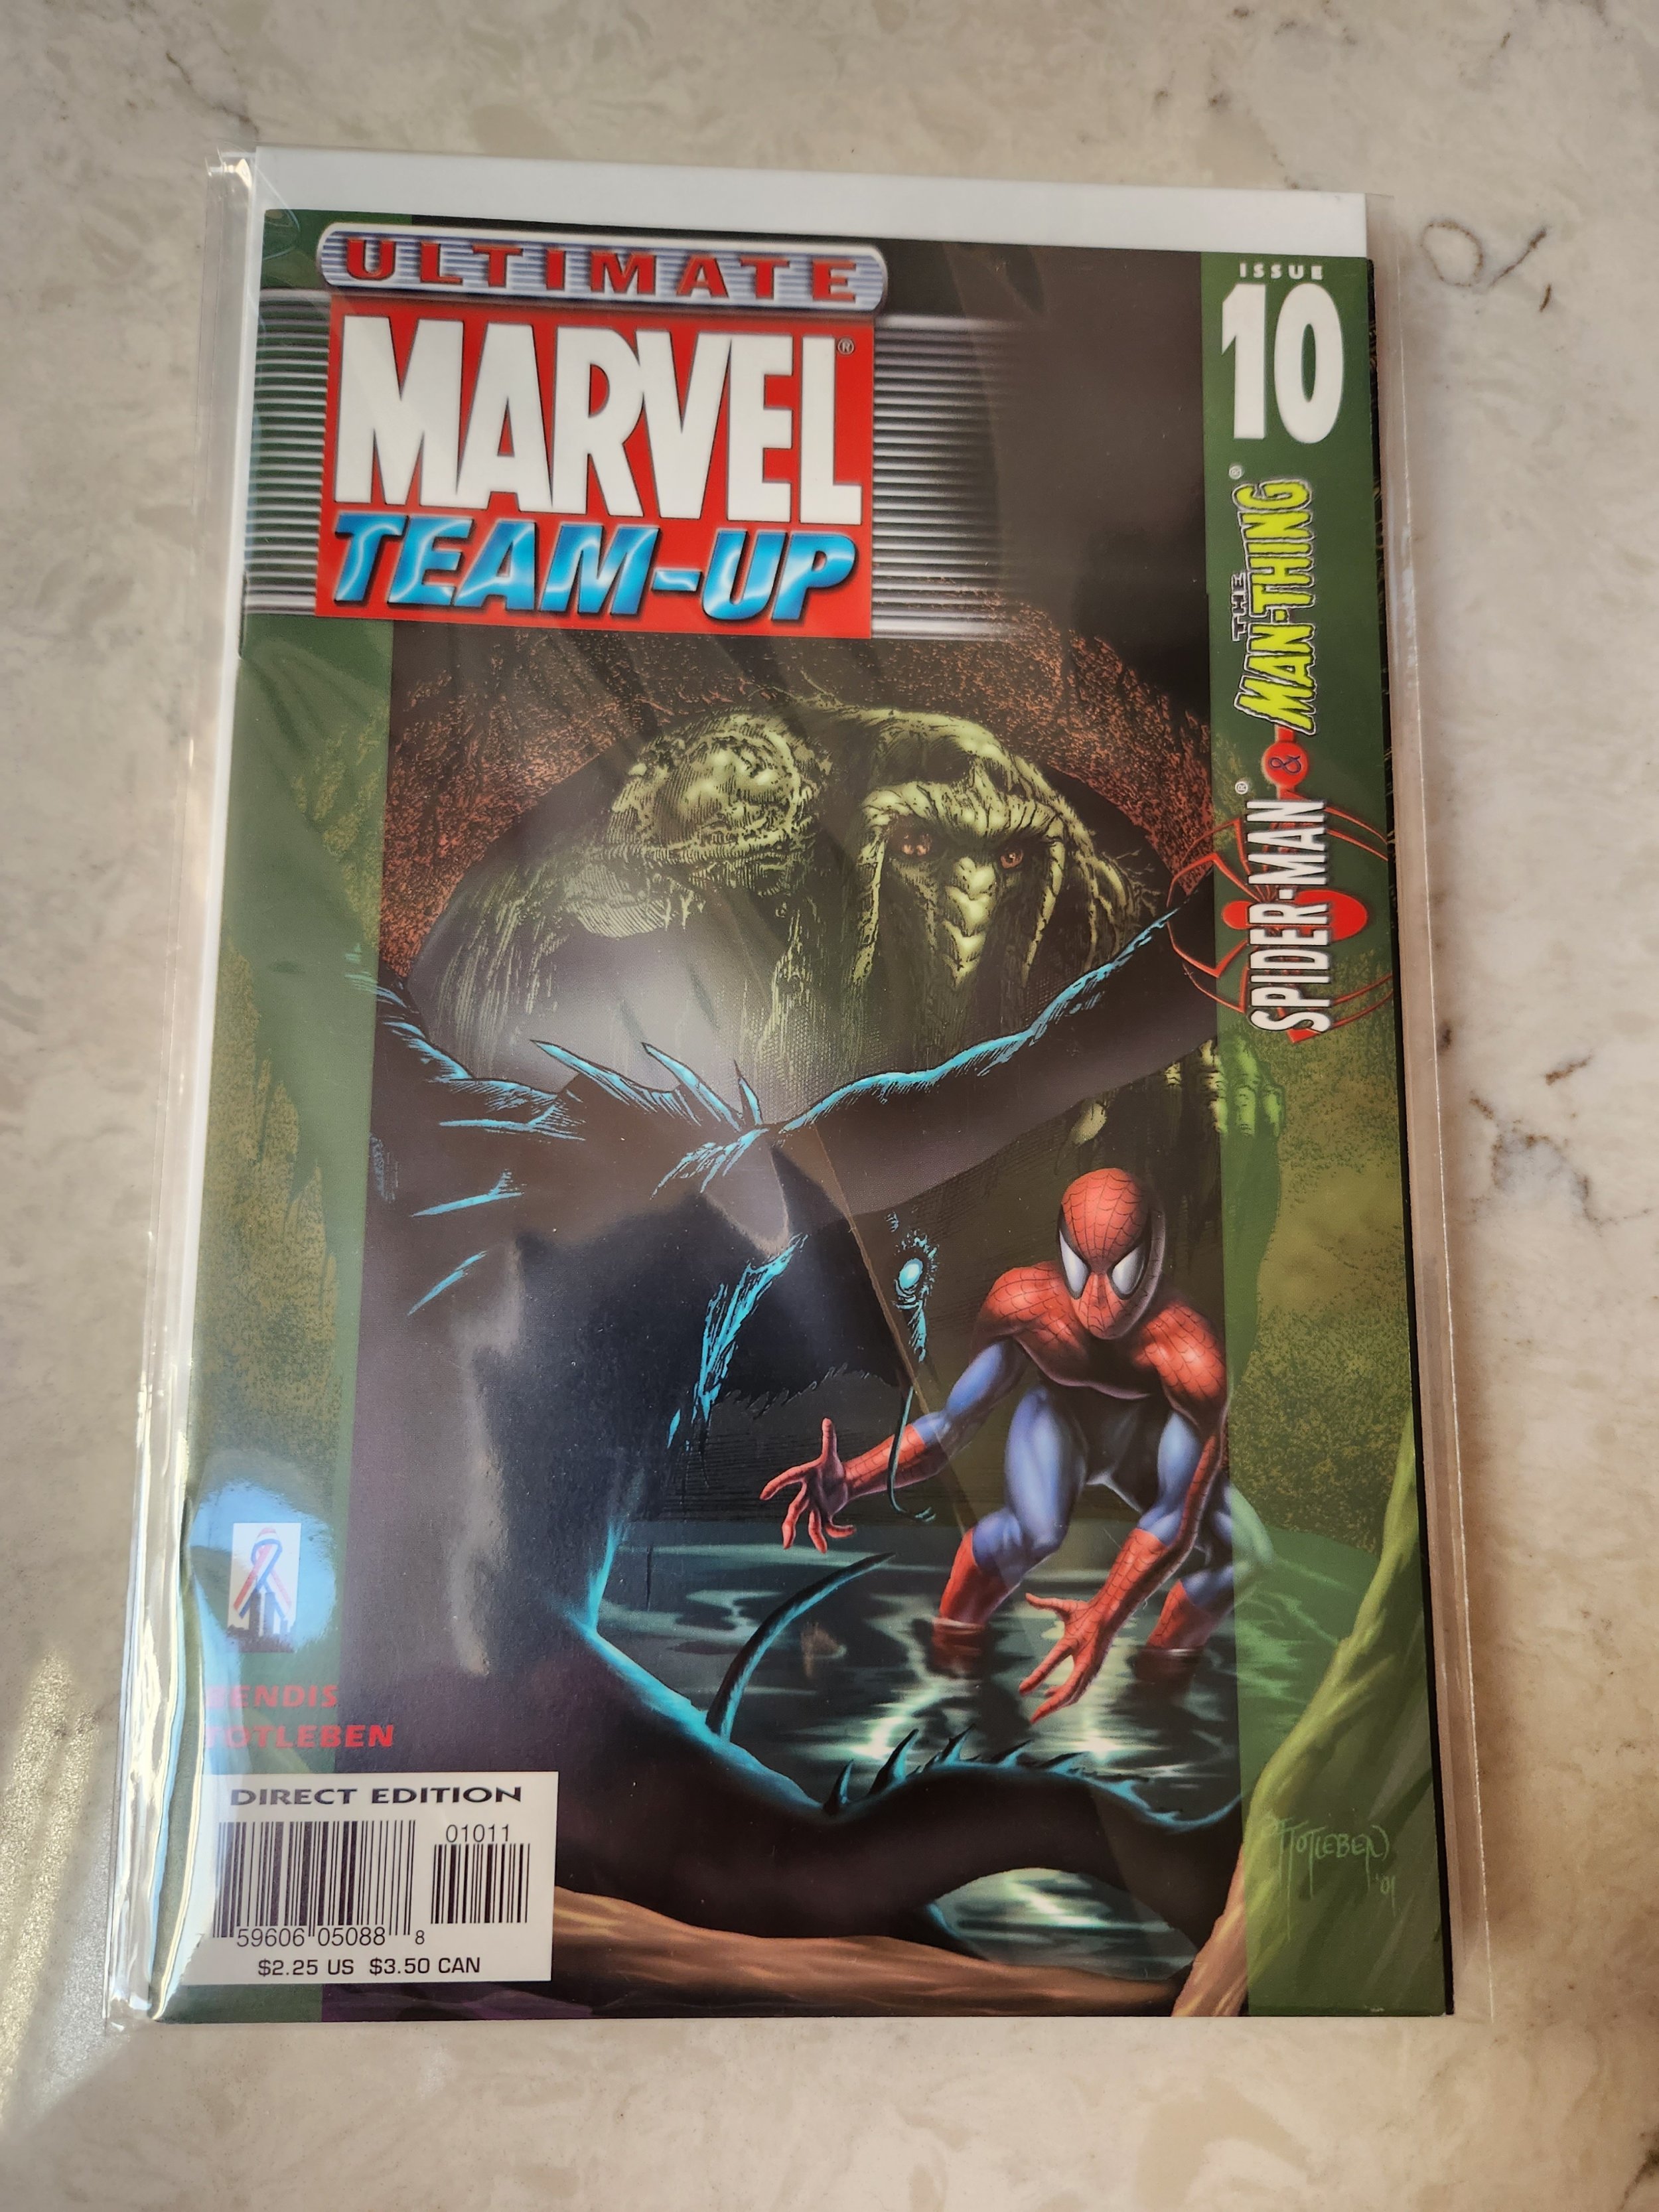 ULTIMATE
MARVEL®
TEAM-UP
ISSUE
10
SPIDER-MAN® & THE MAN-THING®
BENDIS
TOTLEBEN
DIRECT EDITION
01011
59606 05088 8
$2.25 US $3.50 CAN
TOTLEBEN
'01